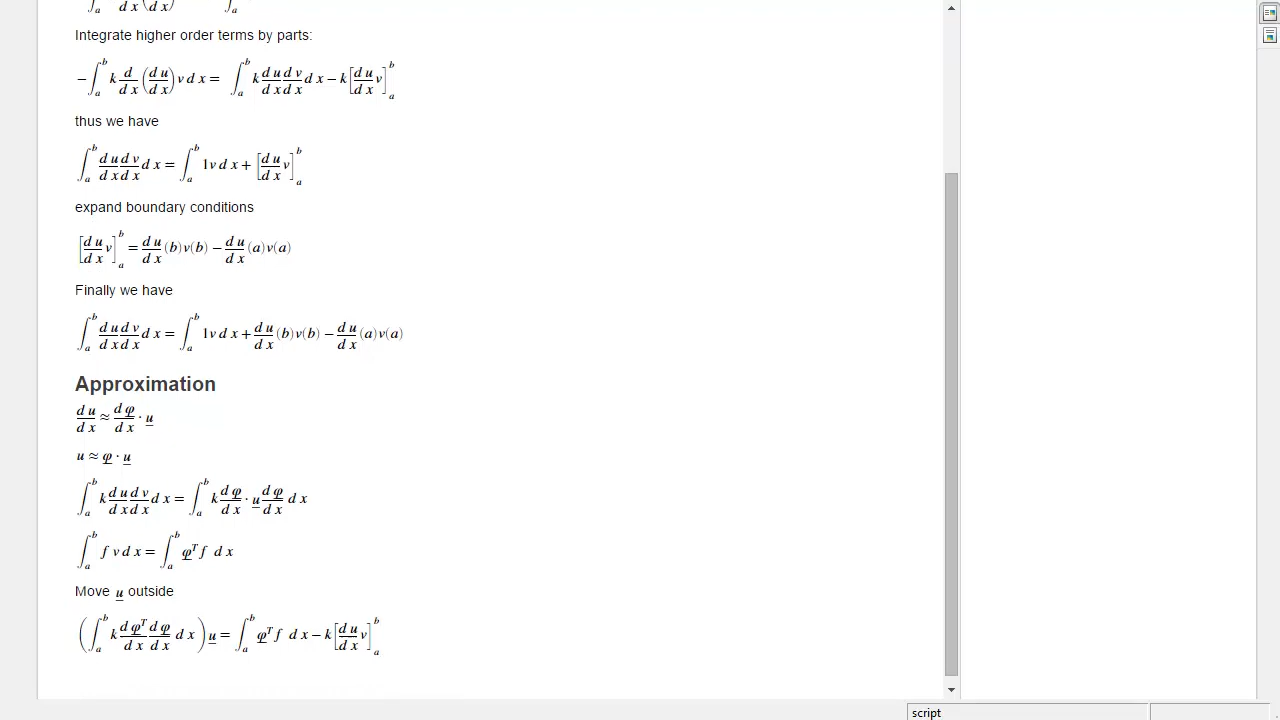 ∫ₐ d x (d x) ∫ₐ
Integrate higher order terms by parts:
−∫ₐᵇ k d/dx (du/dx) v dx = ∫ₐᵇ k du/dx dv/dx dx − k[du/dx v]ₐᵇ
thus we have
∫ₐᵇ du/dx dv/dx dx = ∫ₐᵇ 1v dx + [du/dx v]ₐᵇ
expand boundary conditions
[du/dx v]ₐᵇ = du/dx (b)v(b) − du/dx (a)v(a)
Finally we have
∫ₐᵇ du/dx dv/dx dx = ∫ₐᵇ 1v dx + du/dx (b)v(b) − du/dx (a)v(a)
Approximation
du/dx ≈ dφ/dx · u
u ≈ φ · u
∫ₐᵇ k du/dx dv/dx dx = ∫ₐᵇ k dφ/dx · u dφ/dx dx
∫ₐᵇ f v dx = ∫ₐᵇ φᵀ f dx
Move u outside
(∫ₐᵇ k dφᵀ/dx dφ/dx dx) u = ∫ₐᵇ φᵀ f dx − k[du/dx v]ₐᵇ
script